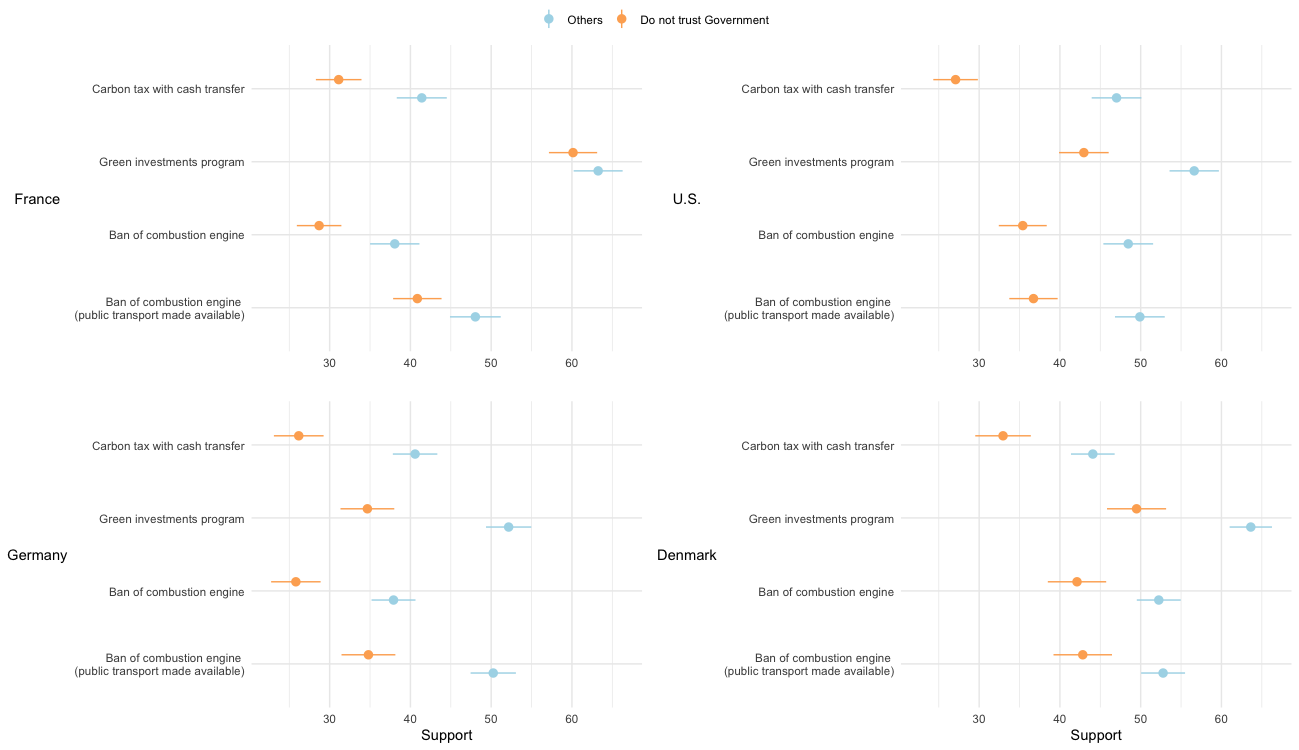 Others Do not trust Government
Carbon tax with cash transfer
Green investments program
France
Ban of combustion engine
Ban of combustion engine
(public transport made available)
30 40 50 60
Carbon tax with cash transfer
Green investments program
U.S.
Ban of combustion engine
Ban of combustion engine
(public transport made available)
30 40 50 60
Carbon tax with cash transfer
Green investments program
Germany
Ban of combustion engine
Ban of combustion engine
(public transport made available)
30 40 50 60
Support
Carbon tax with cash transfer
Green investments program
Denmark
Ban of combustion engine
Ban of combustion engine
(public transport made available)
30 40 50 60
Support